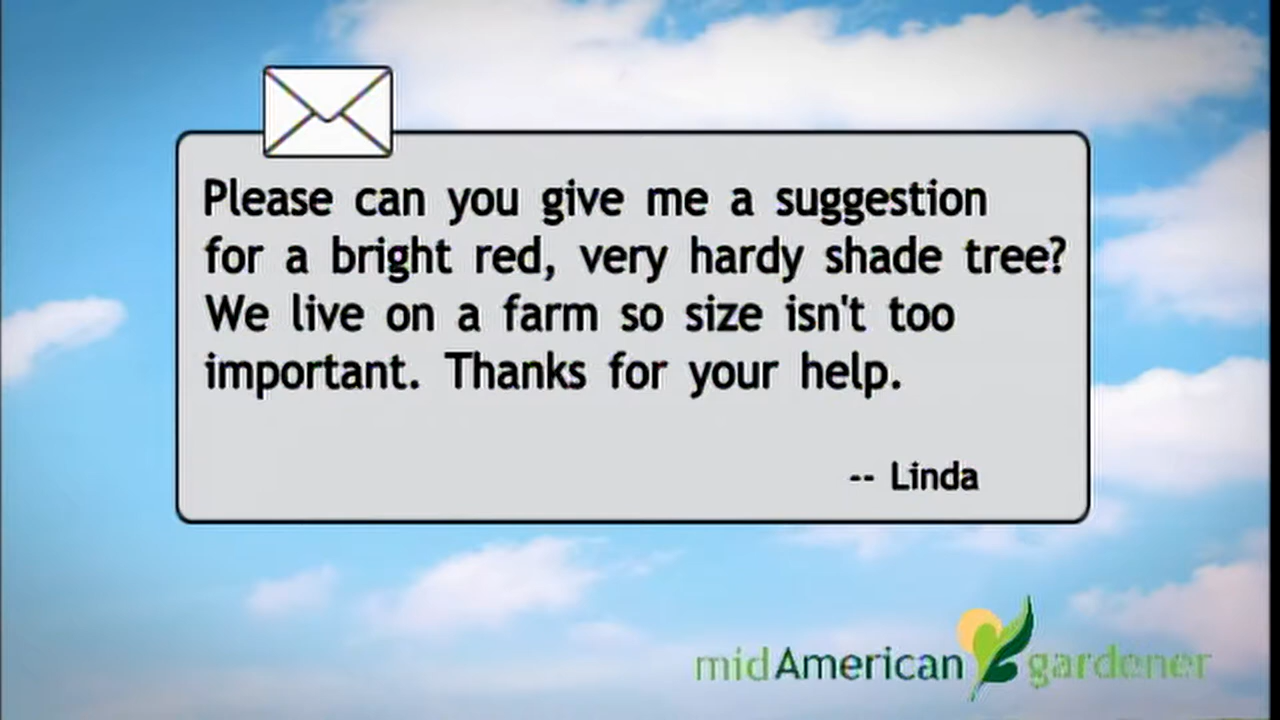 Please can you give me a suggestion
for a bright red, very hardy shade tree?
We live on a farm so size isn't too
important. Thanks for your help.
-- Linda
midAmerican gardener